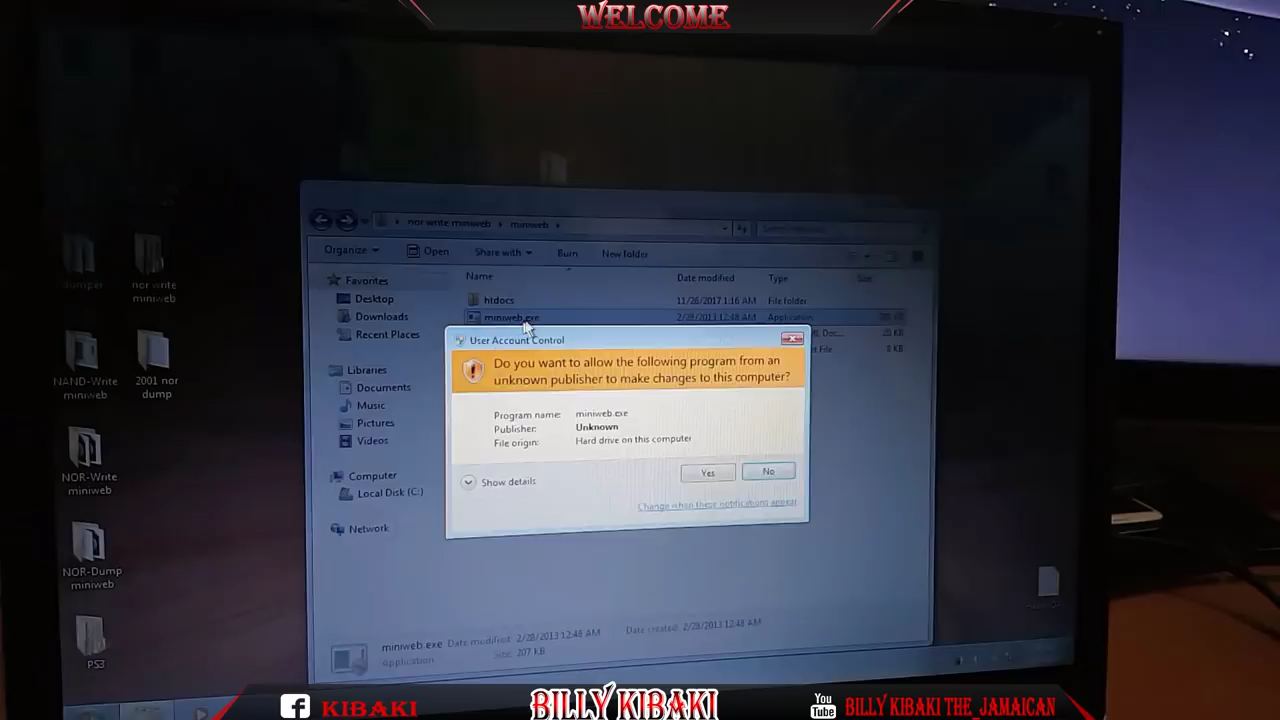 WELCOME
nor write miniweb
miniweb
Organize
Open
Share with
Burn
New folder
Favorites
Desktop
Downloads
Recent Places
Libraries
Documents
Music
Pictures
Videos
Computer
Local Disk (C:)
Network
Name
Date modified
Type
Size
htdocs
11/26/2017 1:16 AM
File folder
miniweb.exe
2/28/2013 12:48 AM
Application
User Account Control
Do you want to allow the following program from an
unknown publisher to make changes to this computer?
Program name: miniweb.exe
Publisher: Unknown
File origin: Hard drive on this computer
Show details
Yes
No
Change when these notifications appear
dumper
nor write
miniweb
NAND-Write
miniweb
2001 nor
dump
NOR-Write
miniweb
NOR-Dump
miniweb
PS3
miniweb.exe Date modified: 2/28/2013 12:48 AM
Date created: 2/28/2013 12:48 AM
Application
Size: 207 KB
KIBAKI
BILLY KIBAKI
You Tube
BILLY KIBAKI THE_JAMAICAN